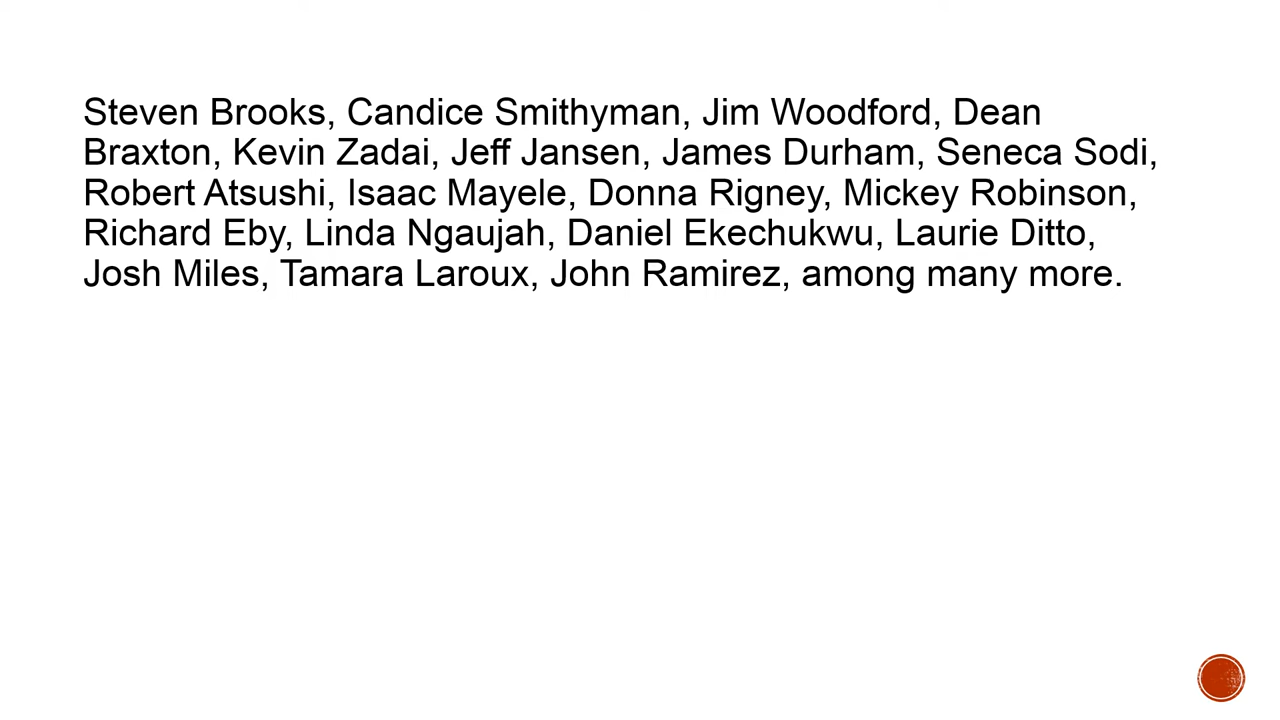 Steven Brooks, Candice Smithyman, Jim Woodford, Dean
Braxton, Kevin Zadai, Jeff Jansen, James Durham, Seneca Sodi,
Robert Atsushi, Isaac Mayele, Donna Rigney, Mickey Robinson,
Richard Eby, Linda Ngaujah, Daniel Ekechukwu, Laurie Ditto,
Josh Miles, Tamara Laroux, John Ramirez, among many more.